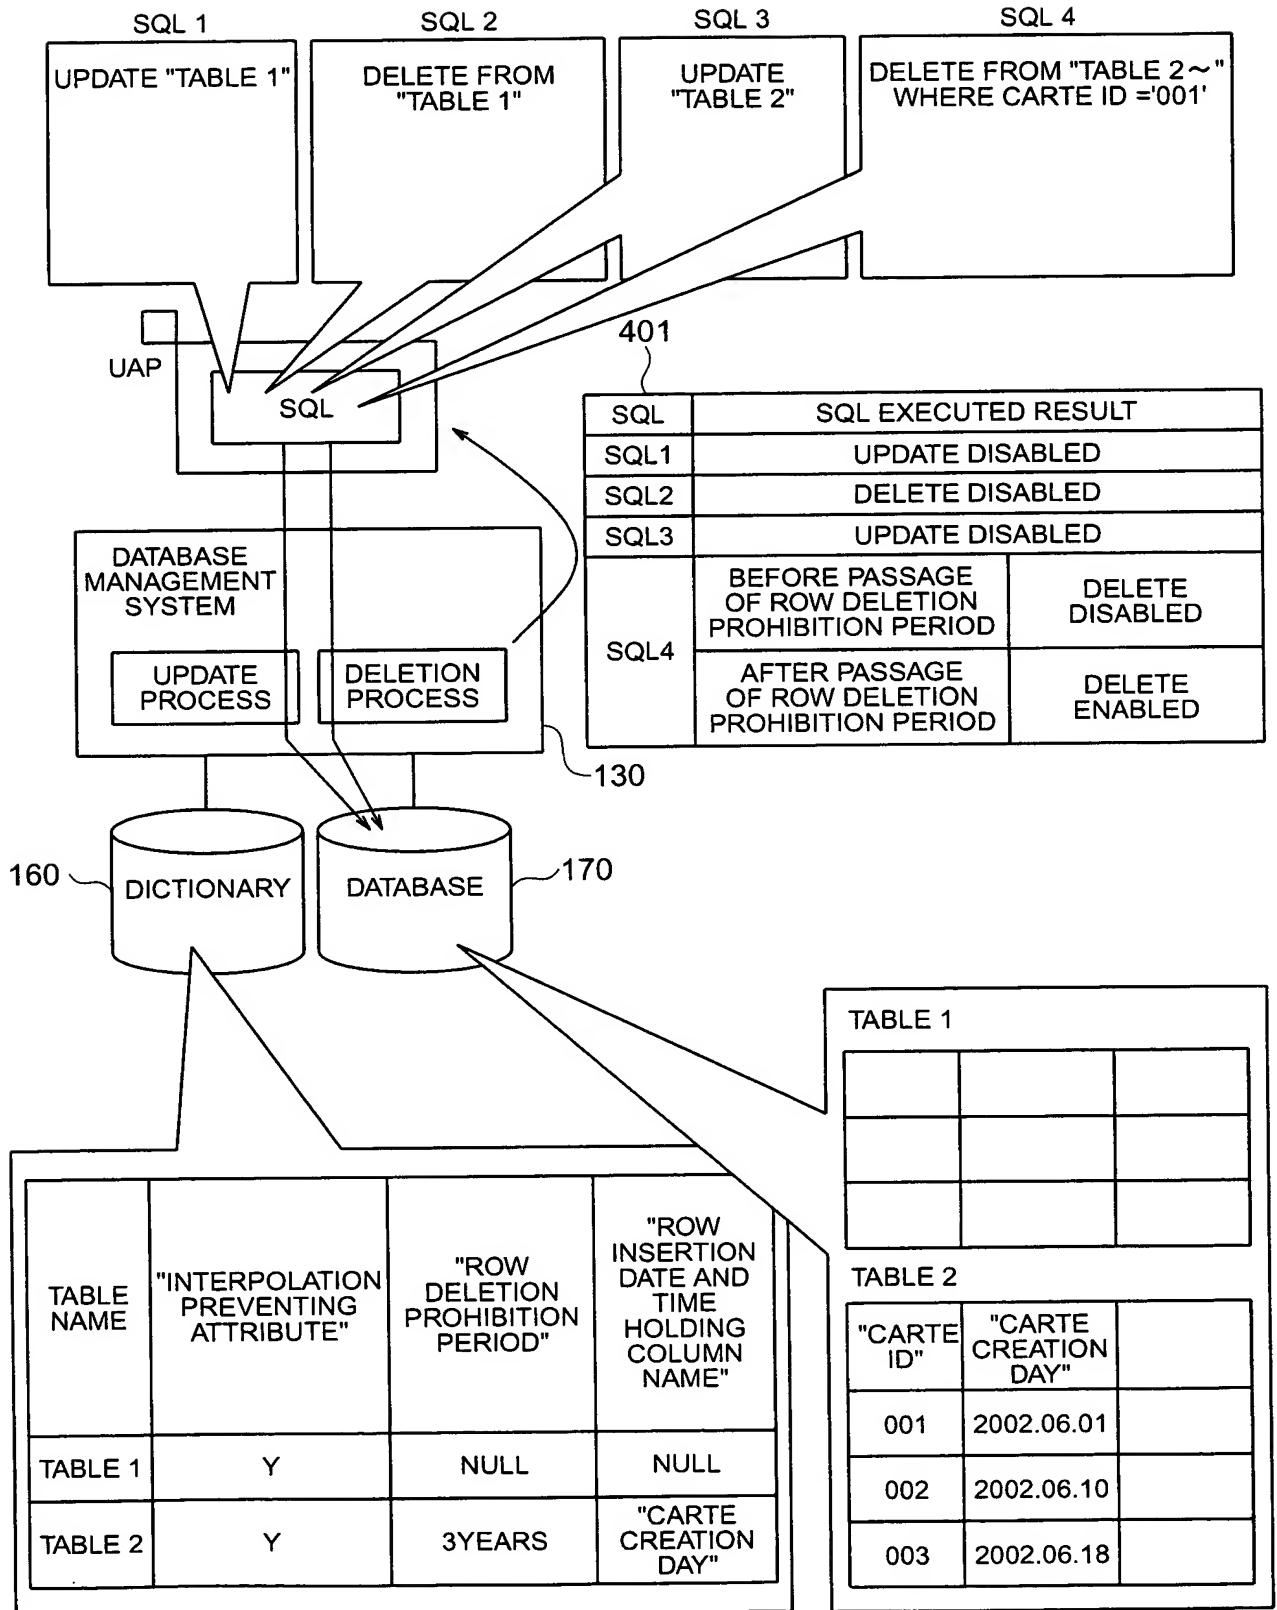 SQL 1
SQL 2
SQL 3
SQL 4
UPDATE "TABLE 1"
DELETE FROM
"TABLE 1"
UPDATE
"TABLE 2"
DELETE FROM "TABLE 2~"
WHERE CARTE ID ='001'
UAP
SQL
401
SQL
SQL EXECUTED RESULT
SQL1
UPDATE DISABLED
SQL2
DELETE DISABLED
SQL3
UPDATE DISABLED
SQL4
BEFORE PASSAGE
OF ROW DELETION
PROHIBITION PERIOD
DELETE
DISABLED
AFTER PASSAGE
OF ROW DELETION
PROHIBITION PERIOD
DELETE
ENABLED
DATABASE
MANAGEMENT
SYSTEM
UPDATE
PROCESS
DELETION
PROCESS
130
160
DICTIONARY
DATABASE
170
TABLE
NAME
"INTERPOLATION
PREVENTING
ATTRIBUTE"
"ROW
DELETION
PROHIBITION
PERIOD"
"ROW
INSERTION
DATE AND
TIME
HOLDING
COLUMN
NAME"
TABLE 1
Y
NULL
NULL
TABLE 2
Y
3YEARS
"CARTE
CREATION
DAY"
TABLE 1
TABLE 2
"CARTE
ID"
"CARTE
CREATION
DAY"
001
2002.06.01
002
2002.06.10
003
2002.06.18